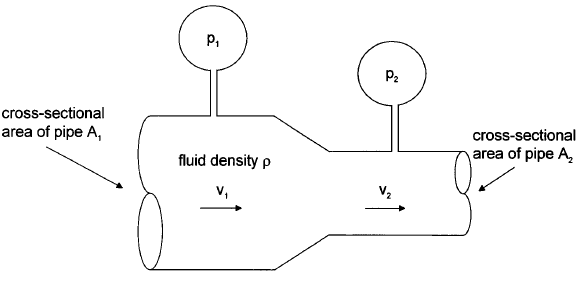 p₁
p₂
cross-sectional
area of pipe A₁
cross-sectional
area of pipe A₂
fluid density ρ
v₁
v₂